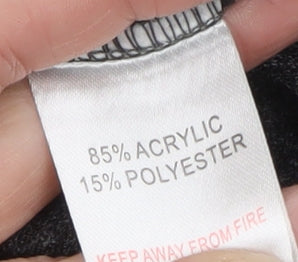 85% ACRYLIC
15% POLYESTER
KEEP AWAY FROM FIRE